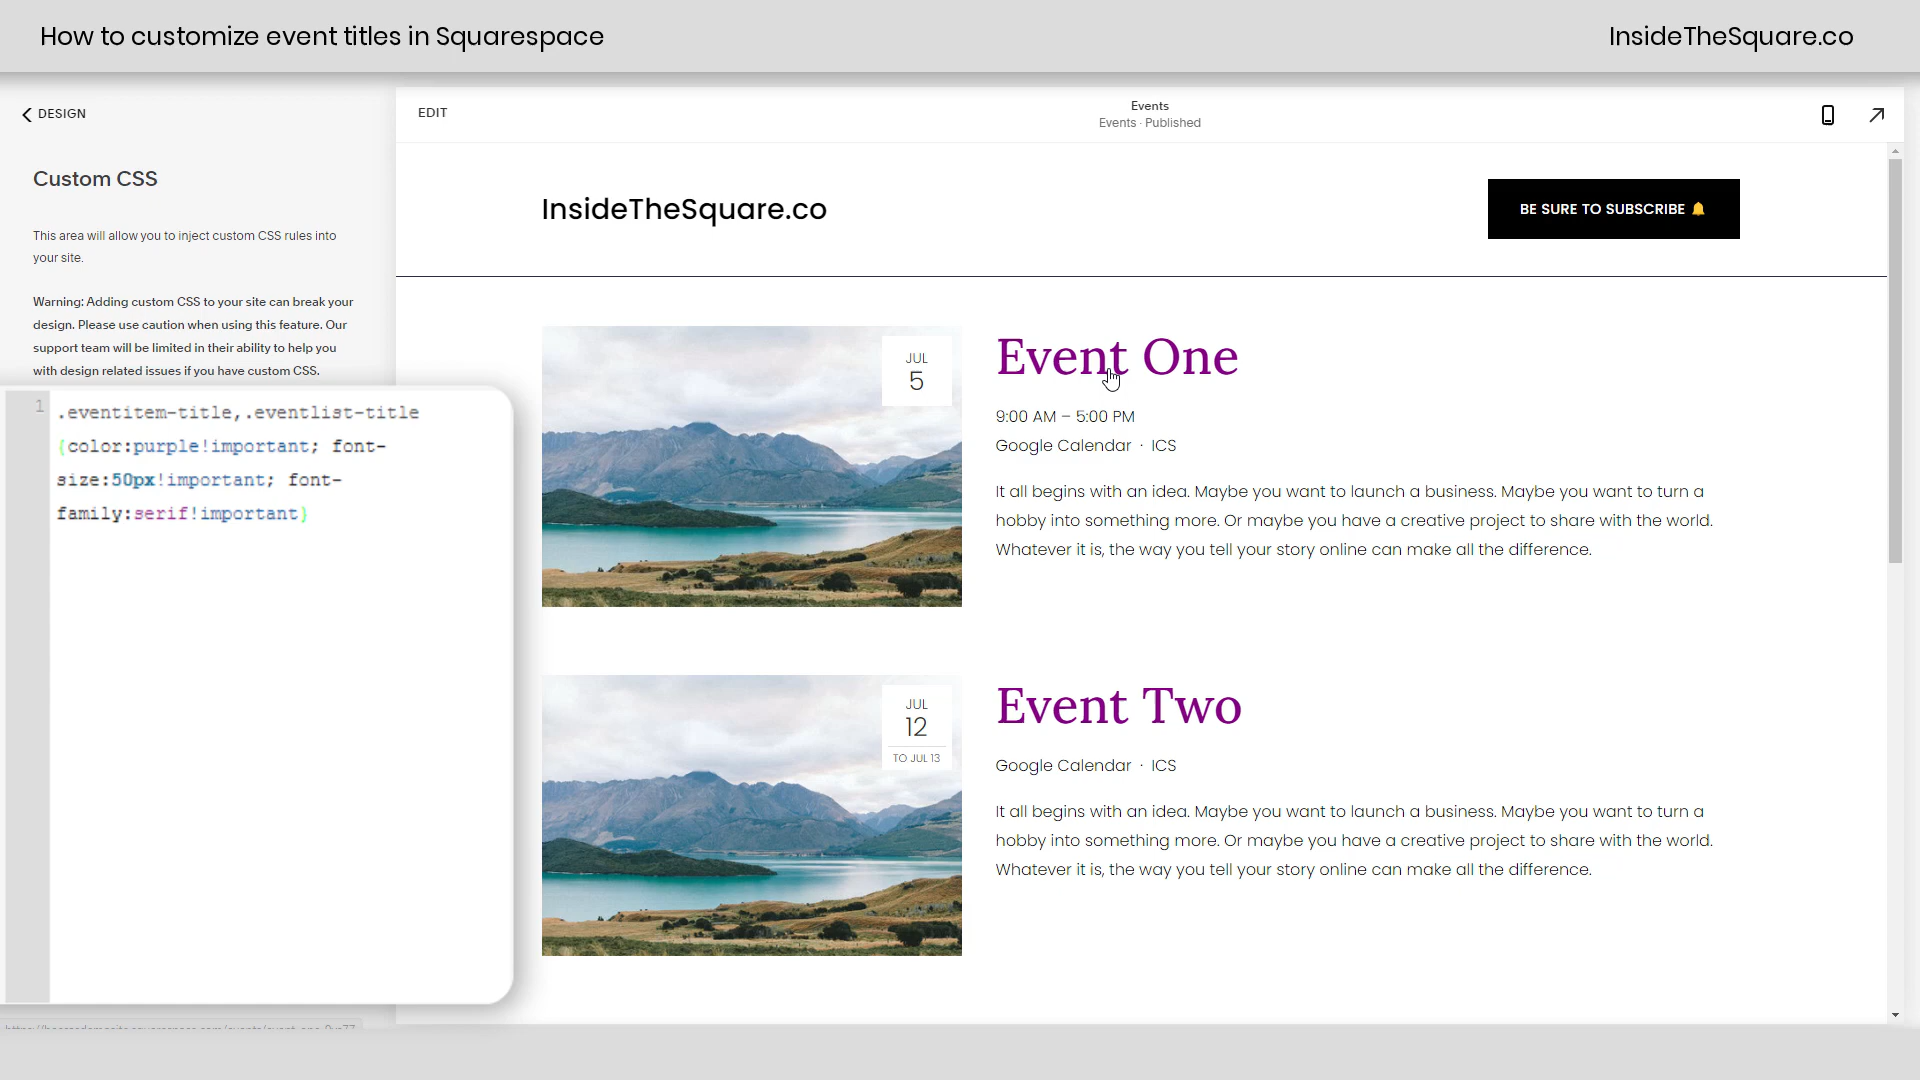 How to customize event titles in Squarespace
InsideTheSquare.co
DESIGN
Custom CSS
This area will allow you to inject custom CSS rules into
your site.
Warning: Adding custom CSS to your site can break your
design. Please use caution when using this feature. Our
support team will be limited in their ability to help you
with design related issues if you have custom CSS.
1
.eventitem-title,.eventlist-title
{color:purple!important; font-
size:50px!important; font-
family:serif!important}
EDIT
Events
Events · Published
InsideTheSquare.co
BE SURE TO SUBSCRIBE 🔔
JUL
5
Event One
9:00 AM – 5:00 PM
Google Calendar · ICS
It all begins with an idea. Maybe you want to launch a business. Maybe you want to turn a
hobby into something more. Or maybe you have a creative project to share with the world.
Whatever it is, the way you tell your story online can make all the difference.
JUL
12
TO JUL 13
Event Two
Google Calendar · ICS
It all begins with an idea. Maybe you want to launch a business. Maybe you want to turn a
hobby into something more. Or maybe you have a creative project to share with the world.
Whatever it is, the way you tell your story online can make all the difference.